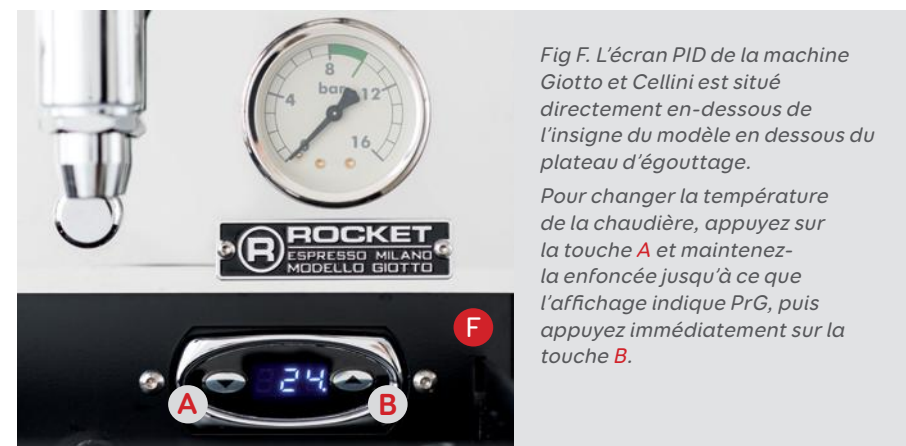 8
bar
4
12
0
16
R
ROCKET
ESPRESSO MILANO
MODELLO GIOTTO
F
24.
A
B
Fig F. L’écran PID de la machine
Giotto et Cellini est situé
directement en-dessous de
l’insigne du modèle en dessous du
plateau d’égouttage.
Pour changer la température
de la chaudière, appuyez sur
la touche A et maintenez-
la enfoncée jusqu’à ce que
l’affichage indique PrG, puis
appuyez immédiatement sur la
touche B.